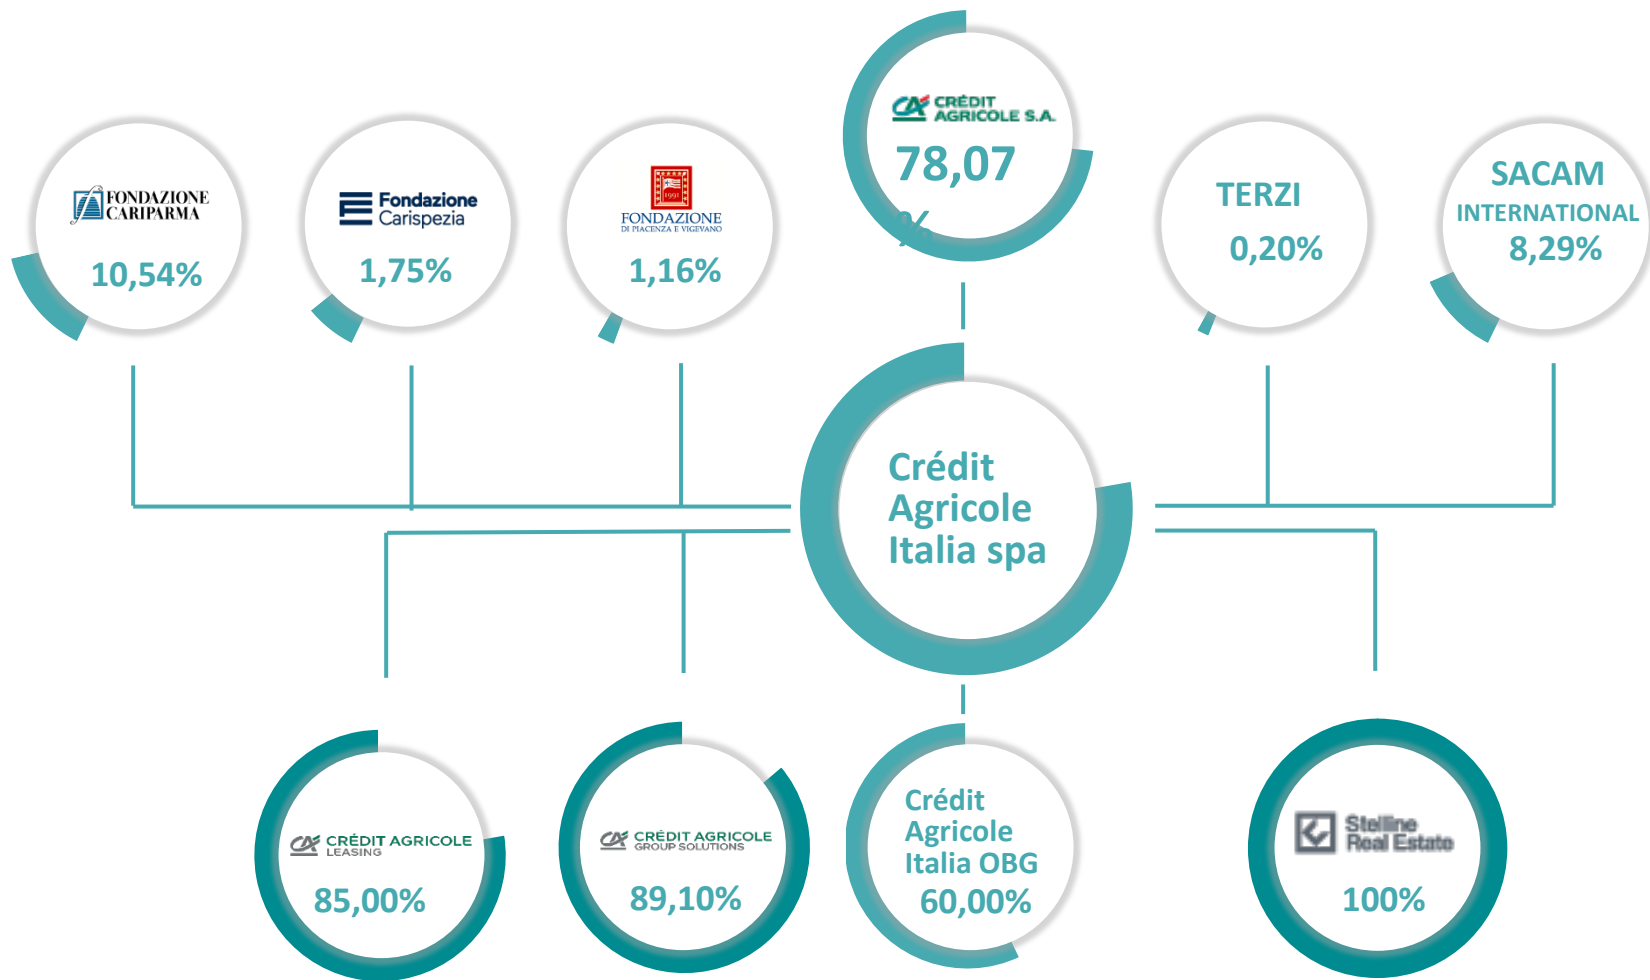 CRÉDIT
AGRICOLE S.A.
78,07
%
FONDAZIONE
CARIPARMA
10,54%
Fondazione
Carispezia
1,75%
1991
FONDAZIONE
DI PIACENZA E VIGEVANO
1,16%
TERZI
0,20%
SACAM
INTERNATIONAL
8,29%
Crédit
Agricole
Italia spa
CRÉDIT AGRICOLE
LEASING
85,00%
CRÉDIT AGRICOLE
GROUP SOLUTIONS
89,10%
Crédit
Agricole
Italia OBG
60,00%
Stelline
Real Estate
100%